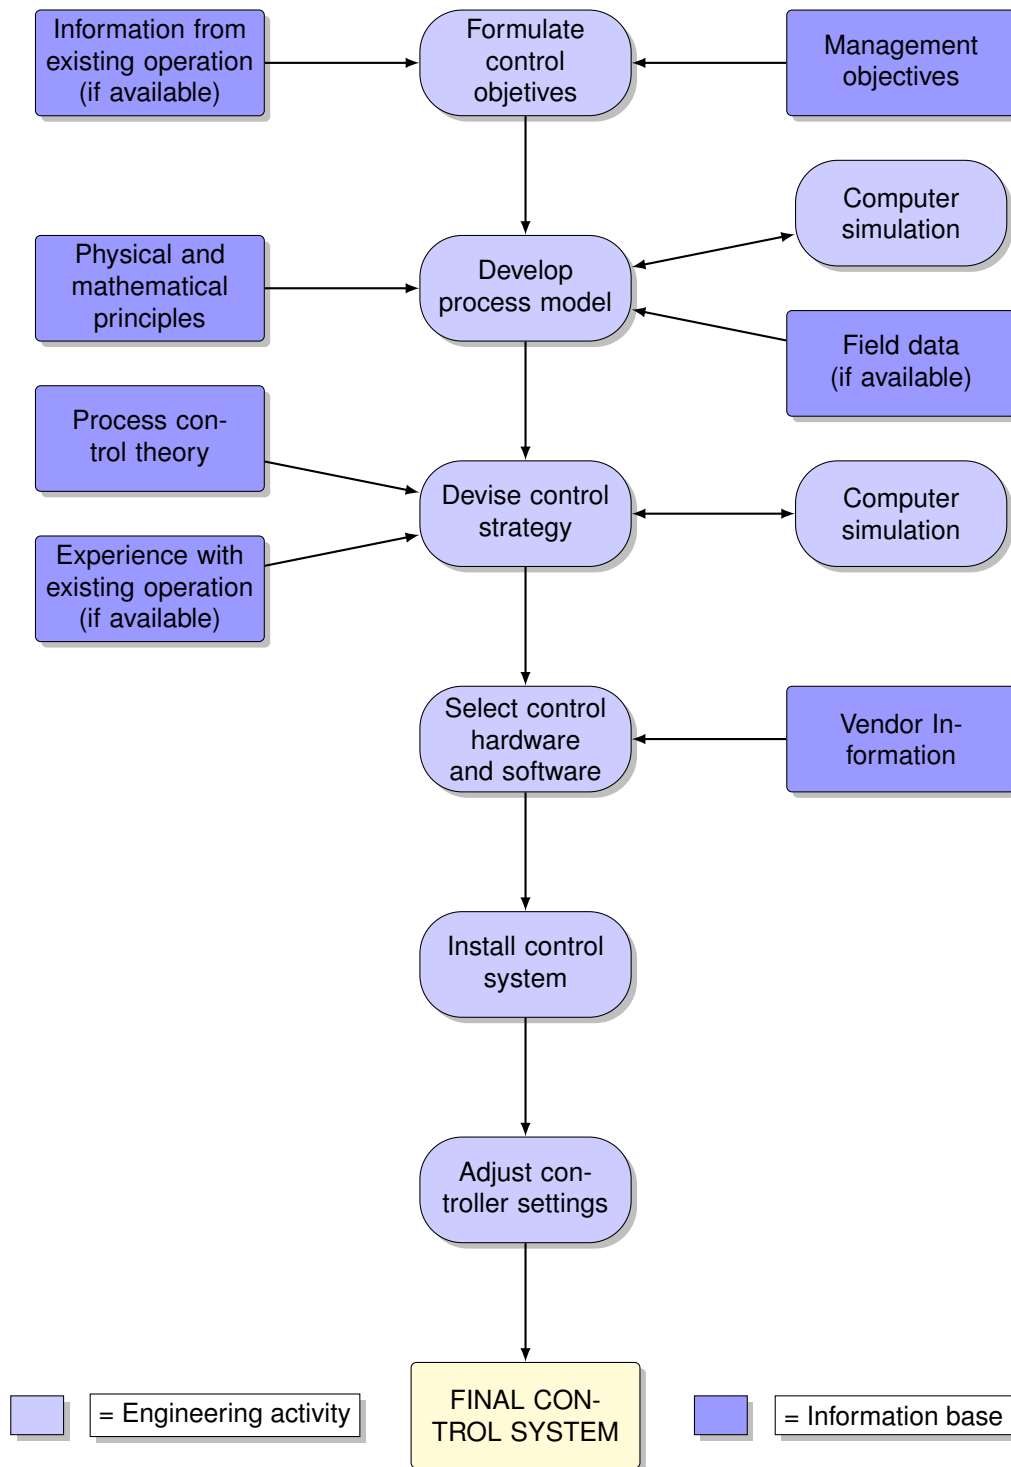 Information from
existing operation
(if available)
Formulate
control
objetives
Management
objectives
Computer
simulation
Physical and
mathematical
principles
Develop
process model
Field data
(if available)
Process con-
trol theory
Devise control
strategy
Computer
simulation
Experience with
existing operation
(if available)
Select control
hardware
and software
Vendor In-
formation
Install control
system
Adjust con-
troller settings
FINAL CON-
TROL SYSTEM
= Engineering activity
= Information base